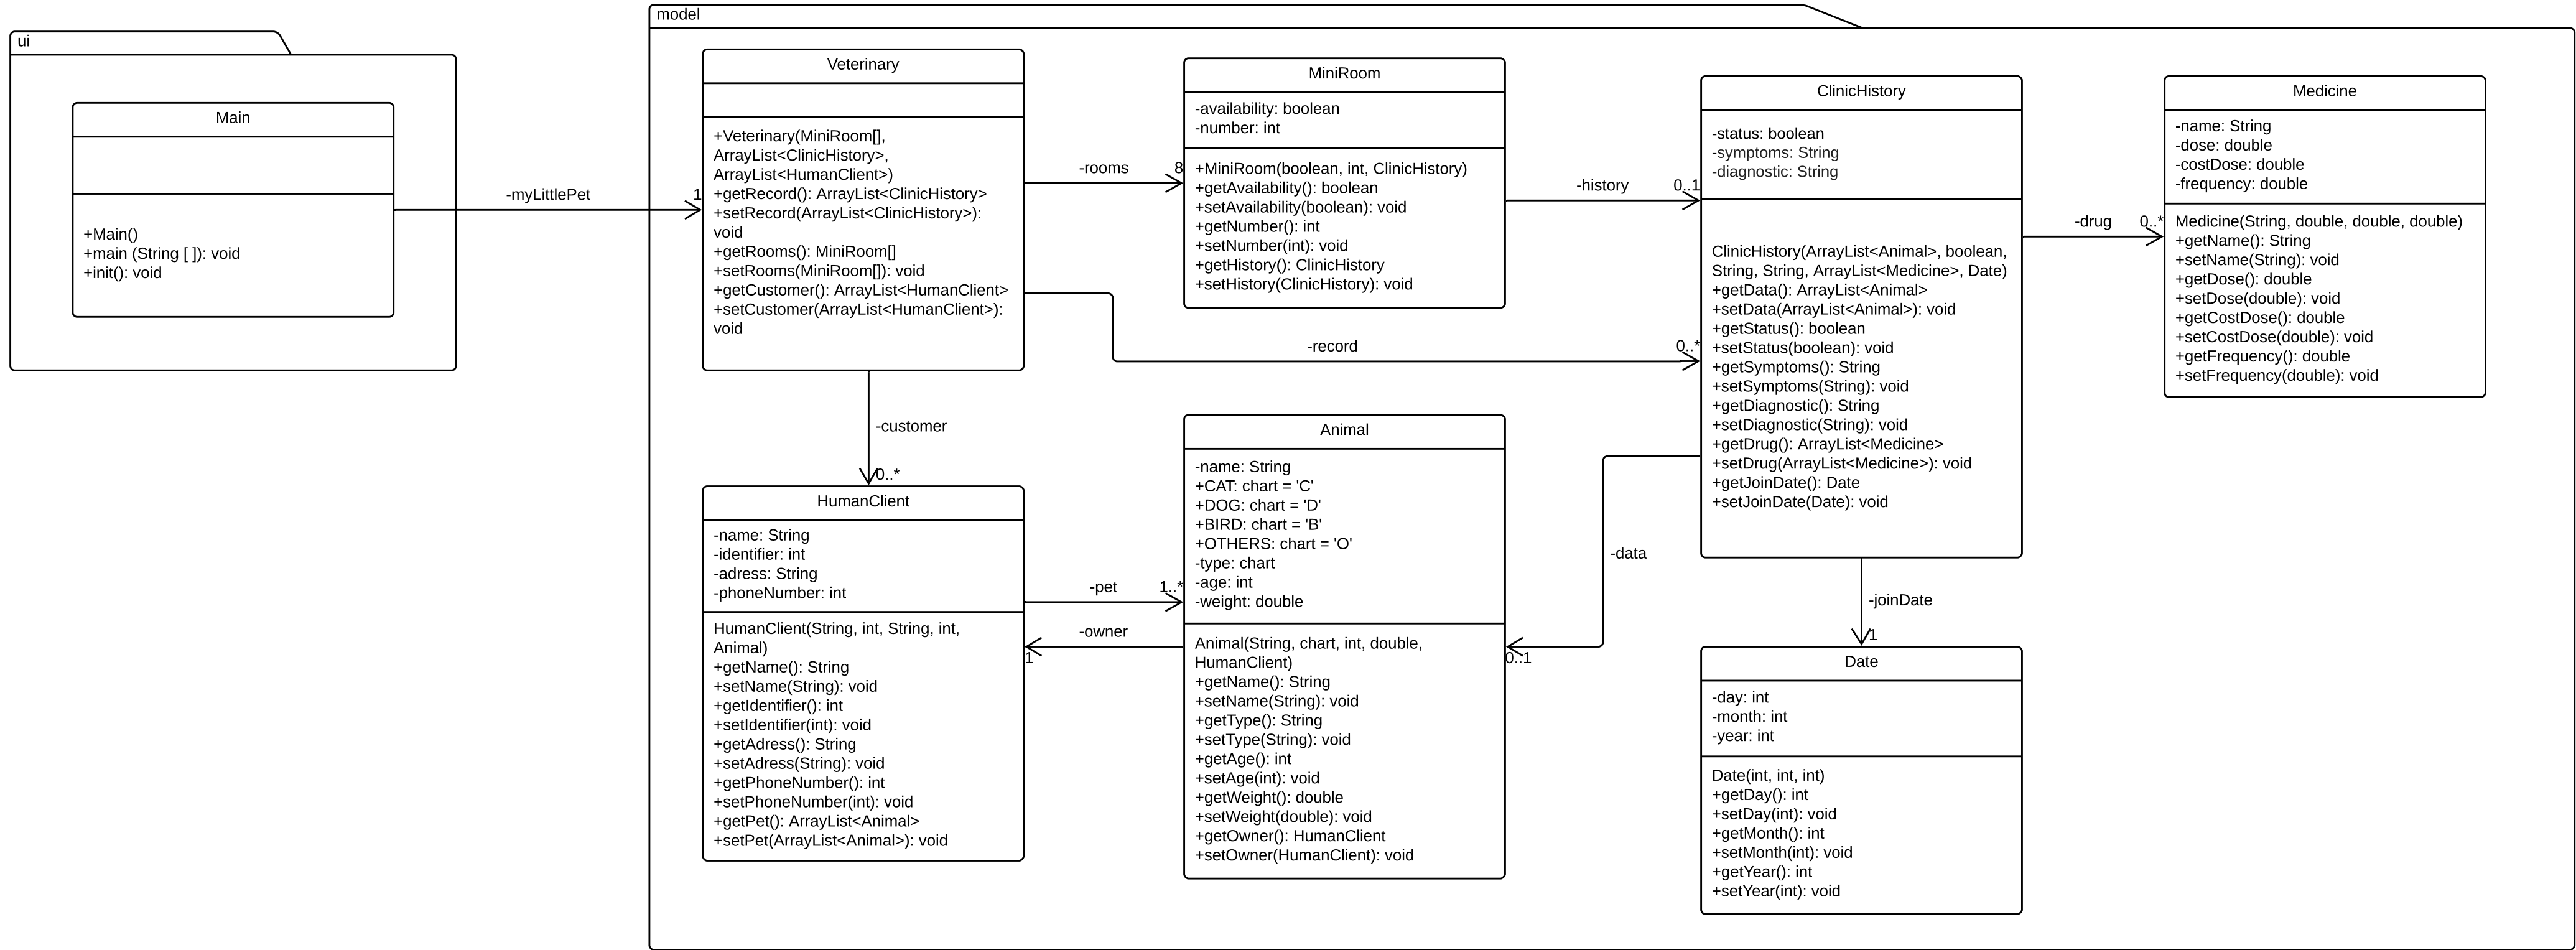 ui
Main
+Main()
+main (String [ ]): void
+init(): void
-myLittlePet
1
model
Veterinary
+Veterinary(MiniRoom[],
ArrayList<ClinicHistory>,
ArrayList<HumanClient>)
+getRecord(): ArrayList<ClinicHistory>
+setRecord(ArrayList<ClinicHistory>):
void
+getRooms(): MiniRoom[]
+setRooms(MiniRoom[]): void
+getCustomer(): ArrayList<HumanClient>
+setCustomer(ArrayList<HumanClient>):
void
-rooms
8
MiniRoom
-availability: boolean
-number: int
+MiniRoom(boolean, int, ClinicHistory)
+getAvailability(): boolean
+setAvailability(boolean): void
+getNumber(): int
+setNumber(int): void
+getHistory(): ClinicHistory
+setHistory(ClinicHistory): void
-history
0..1
-record
0..*
ClinicHistory
-status: boolean
-symptoms: String
-diagnostic: String
ClinicHistory(ArrayList<Animal>, boolean,
String, String, ArrayList<Medicine>, Date)
+getData(): ArrayList<Animal>
+setData(ArrayList<Animal>): void
+getStatus(): boolean
+setStatus(boolean): void
+getSymptoms(): String
+setSymptoms(String): void
+getDiagnostic(): String
+setDiagnostic(String): void
+getDrug(): ArrayList<Medicine>
+setDrug(ArrayList<Medicine>): void
+getJoinDate(): Date
+setJoinDate(Date): void
-drug
0..*
Medicine
-name: String
-dose: double
-costDose: double
-frequency: double
Medicine(String, double, double, double)
+getName(): String
+setName(String): void
+getDose(): double
+setDose(double): void
+getCostDose(): double
+setCostDose(double): void
+getFrequency(): double
+setFrequency(double): void
-customer
0..*
HumanClient
-name: String
-identifier: int
-adress: String
-phoneNumber: int
HumanClient(String, int, String, int,
Animal)
+getName(): String
+setName(String): void
+getIdentifier(): int
+setIdentifier(int): void
+getAdress(): String
+setAdress(String): void
+getPhoneNumber(): int
+setPhoneNumber(int): void
+getPet(): ArrayList<Animal>
+setPet(ArrayList<Animal>): void
-pet
1..*
-owner
1
Animal
-name: String
+CAT: chart = 'C'
+DOG: chart = 'D'
+BIRD: chart = 'B'
+OTHERS: chart = 'O'
-type: chart
-age: int
-weight: double
Animal(String, chart, int, double,
HumanClient)
+getName(): String
+setName(String): void
+getType(): String
+setType(String): void
+getAge(): int
+setAge(int): void
+getWeight(): double
+setWeight(double): void
+getOwner(): HumanClient
+setOwner(HumanClient): void
-data
0..1
-joinDate
1
Date
-day: int
-month: int
-year: int
Date(int, int, int)
+getDay(): int
+setDay(int): void
+getMonth(): int
+setMonth(int): void
+getYear(): int
+setYear(int): void